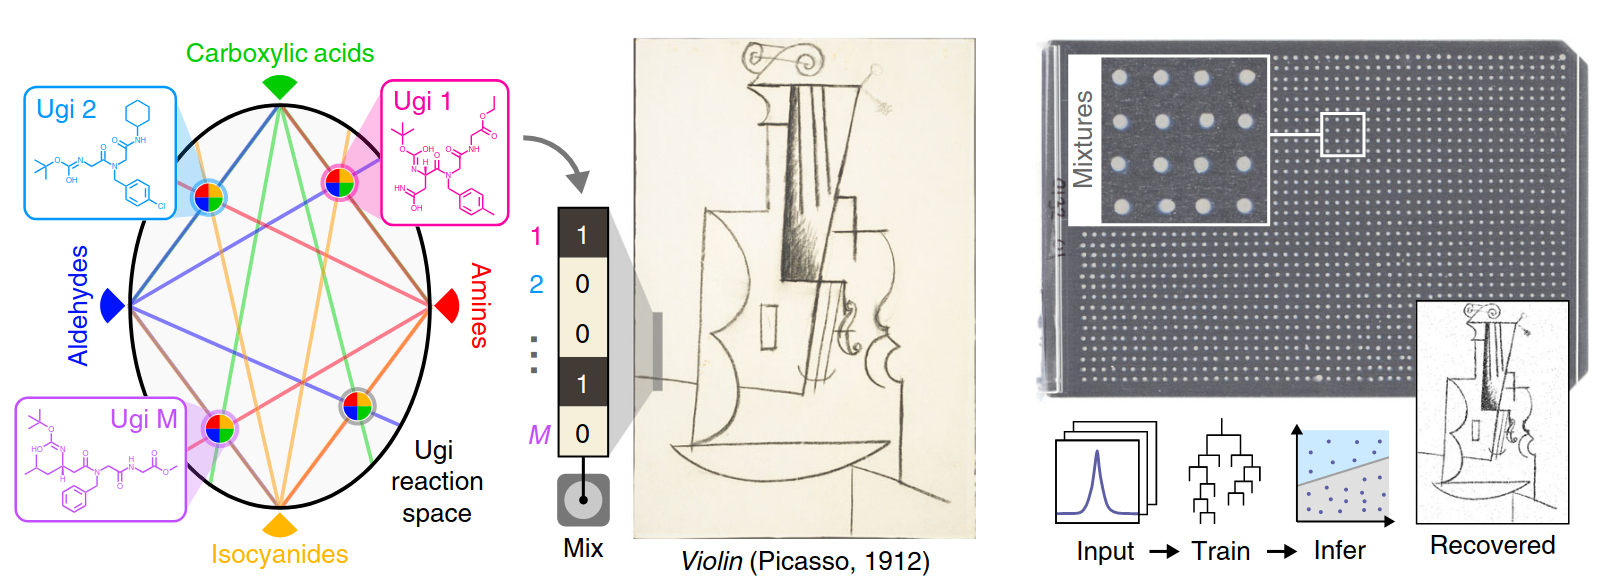 Carboxylic acids
Ugi 2
Ugi 1
Aldehydes
Amines
Ugi M
Isocyanides
Ugi
reaction
space
1
2
M
1
0
0
1
0
Mix
Violin (Picasso, 1912)
Mixtures
Input
Train
Infer
Recovered